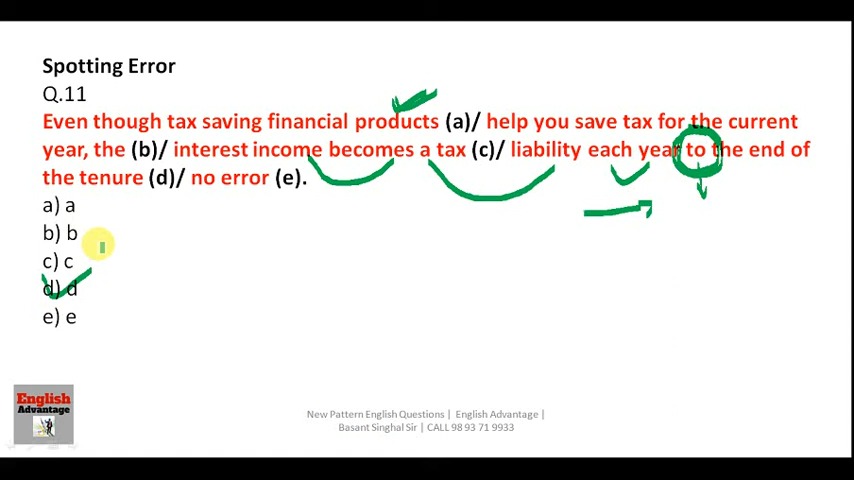 Spotting Error
Q.11
Even though tax saving financial products (a)/ help you save tax for the current
year, the (b)/ interest income becomes a tax (c)/ liability each year to the end of
the tenure (d)/ no error (e).
a) a
b) b
c) c
d) d
e) e
English
Advantage
New Pattern English Questions | English Advantage |
Basant Singhal Sir | CALL 98 93 71 9933